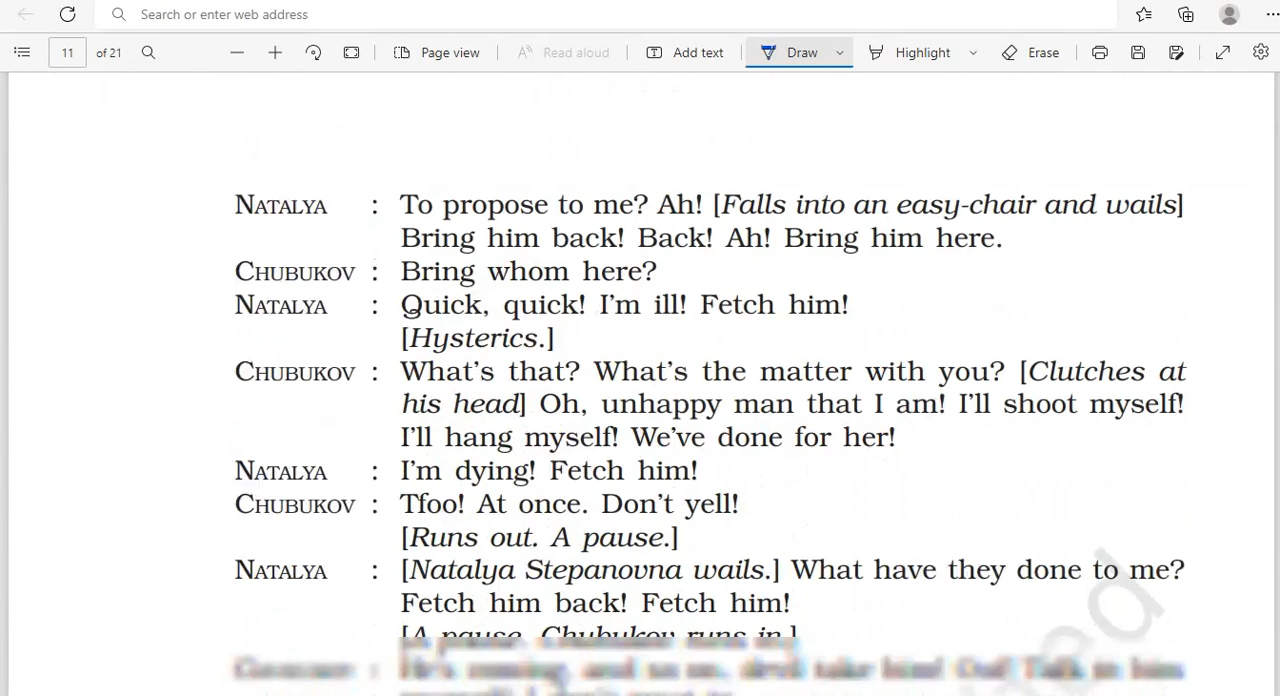 Search or enter web address
11 of 21 Page view Read aloud Add text Draw Highlight Erase
NATALYA : To propose to me? Ah! [Falls into an easy-chair and wails]
Bring him back! Back! Ah! Bring him here.
CHUBUKOV : Bring whom here?
NATALYA : Quick, quick! I'm ill! Fetch him!
[Hysterics.]
CHUBUKOV : What's that? What's the matter with you? [Clutches at
his head] Oh, unhappy man that I am! I'll shoot myself!
I'll hang myself! We've done for her!
NATALYA : I'm dying! Fetch him!
CHUBUKOV : Tfoo! At once. Don't yell!
[Runs out. A pause.]
NATALYA : [Natalya Stepanovna wails.] What have they done to me?
Fetch him back! Fetch him!
[A pause. Chubukov runs in.]